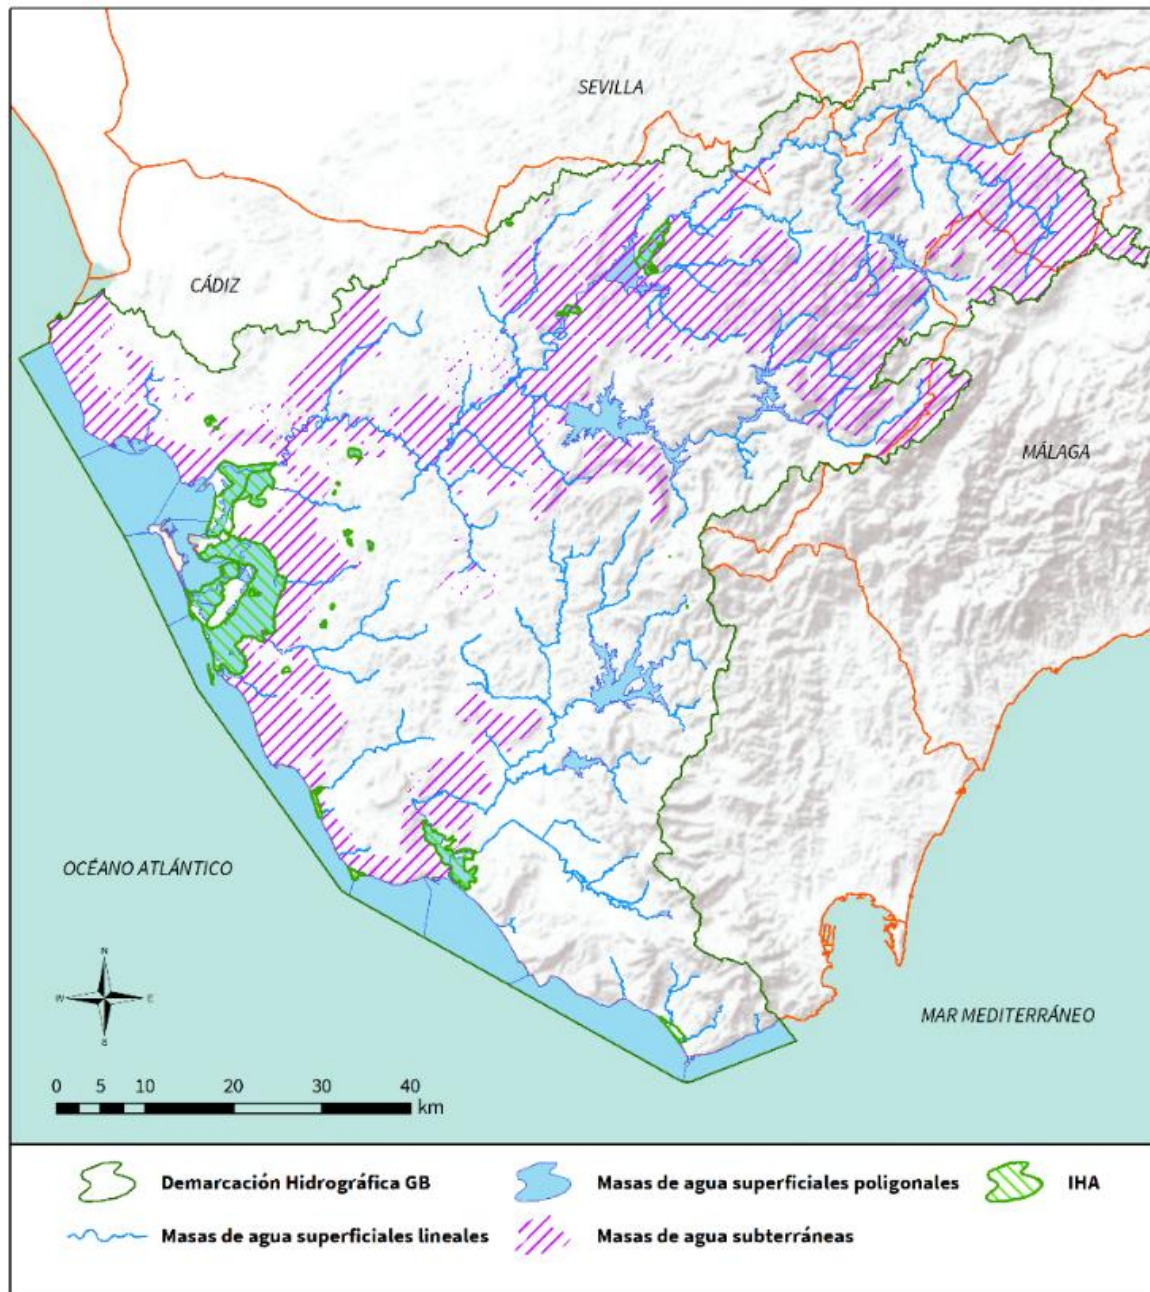 SEVILLA
CÁDIZ
MÁLAGA
OCÉANO ATLÁNTICO
N
W E
S
MAR MEDITERRÁNEO
0 5 10 20 30 40
km
Demarcación Hidrográfica GB
Masas de agua superficiales poligonales
IHA
Masas de agua superficiales lineales
Masas de agua subterráneas